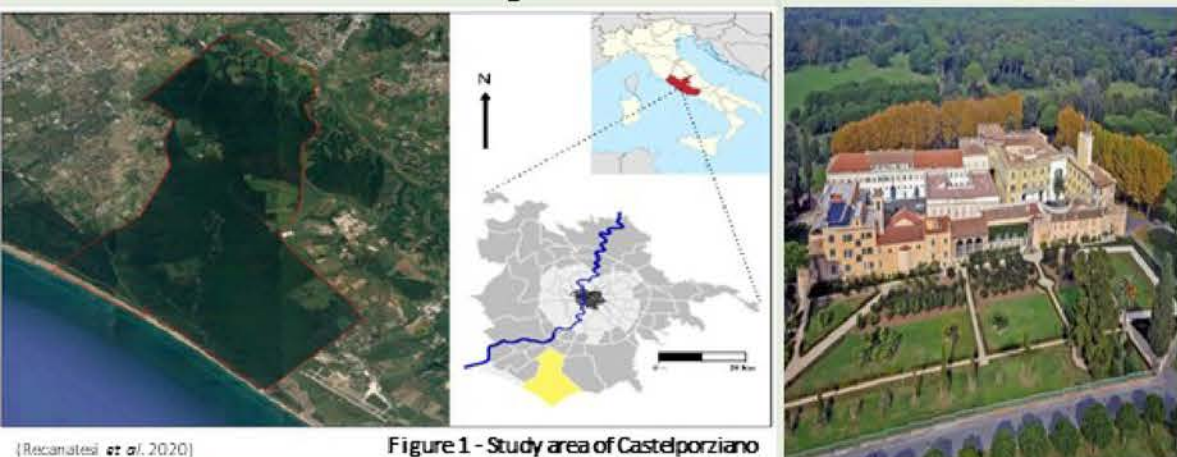 N
(Recanatesi et al. 2020)
Figure 1 - Study area of Castelporziano